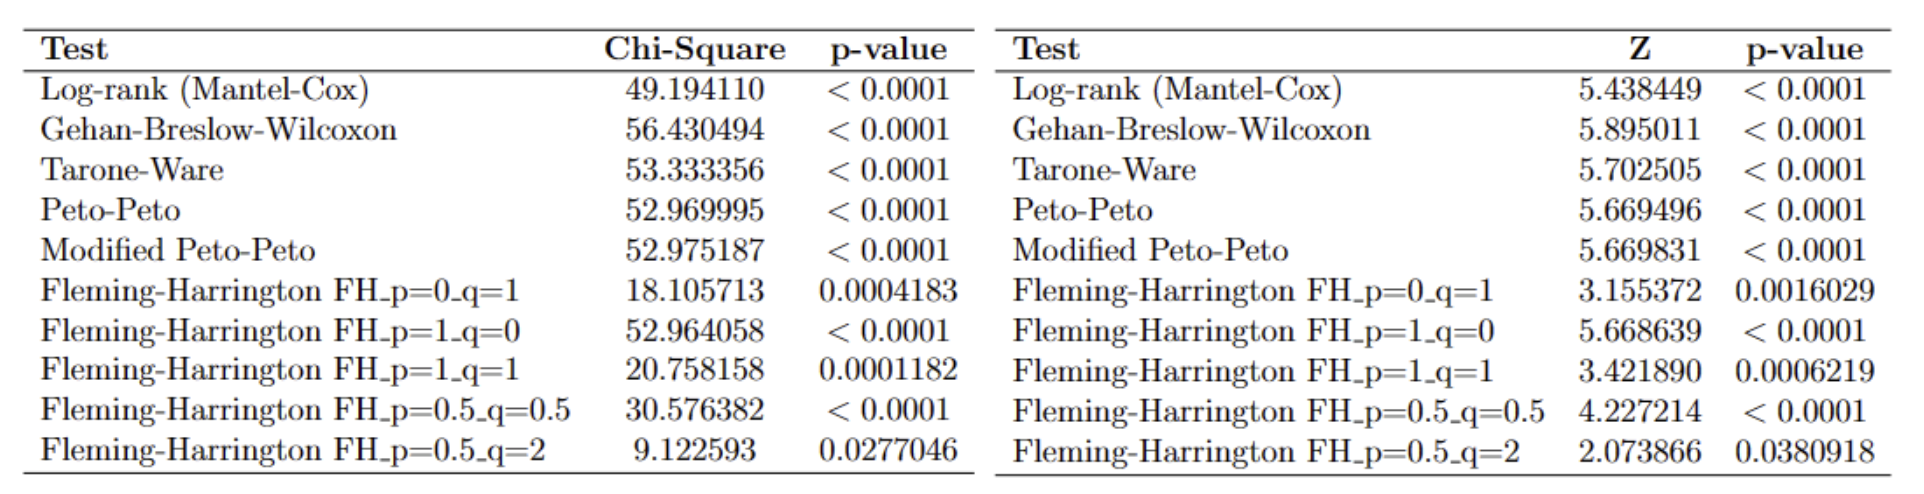 Test Chi-Square p-value
Log-rank (Mantel-Cox) 49.194110 < 0.0001
Gehan-Breslow-Wilcoxon 56.430494 < 0.0001
Tarone-Ware 53.333356 < 0.0001
Peto-Peto 52.969995 < 0.0001
Modified Peto-Peto 52.975187 < 0.0001
Fleming-Harrington FH_p=0_q=1 18.105713 0.0004183
Fleming-Harrington FH_p=1_q=0 52.964058 < 0.0001
Fleming-Harrington FH_p=1_q=1 20.758158 0.0001182
Fleming-Harrington FH_p=0.5_q=0.5 30.576382 < 0.0001
Fleming-Harrington FH_p=0.5_q=2 9.122593 0.0277046
Test Z p-value
Log-rank (Mantel-Cox) 5.438449 < 0.0001
Gehan-Breslow-Wilcoxon 5.895011 < 0.0001
Tarone-Ware 5.702505 < 0.0001
Peto-Peto 5.669496 < 0.0001
Modified Peto-Peto 5.669831 < 0.0001
Fleming-Harrington FH_p=0_q=1 3.155372 0.0016029
Fleming-Harrington FH_p=1_q=0 5.668639 < 0.0001
Fleming-Harrington FH_p=1_q=1 3.421890 0.0006219
Fleming-Harrington FH_p=0.5_q=0.5 4.227214 < 0.0001
Fleming-Harrington FH_p=0.5_q=2 2.073866 0.0380918